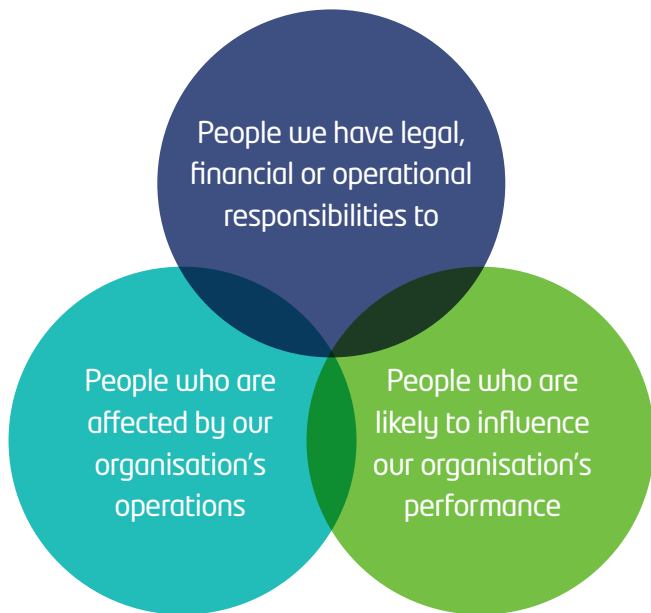 People we have legal,
financial or operational
responsibilities to
People who are
affected by our
organisation's
operations
People who are
likely to influence
our organisation's
performance